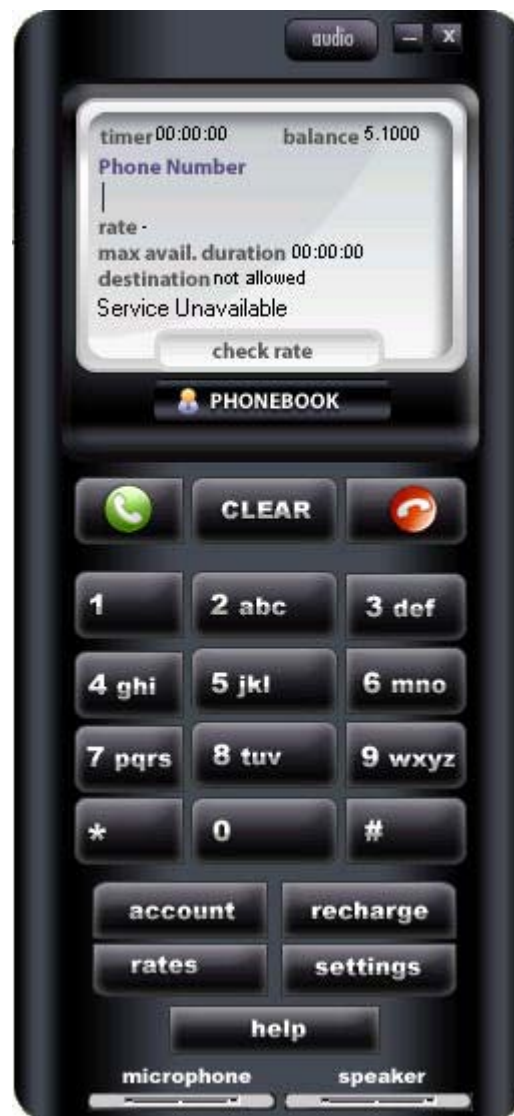 audio — X
timer 00:00:00 balance 5.1000
Phone Number
rate -
max avail. duration 00:00:00
destination not allowed
Service Unavailable
check rate
PHONEBOOK
CLEAR
1 2 abc 3 def
4 ghi 5 jkl 6 mno
7 pqrs 8 tuv 9 wxyz
* 0 #
account recharge
rates settings
help
microphone speaker